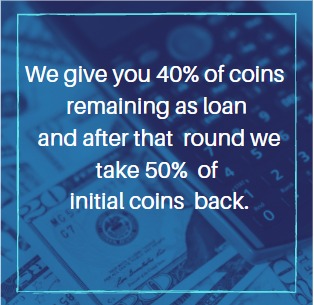 We give you 40% of coins
remaining as loan
and after that round we
take 50% of
initial coins back.